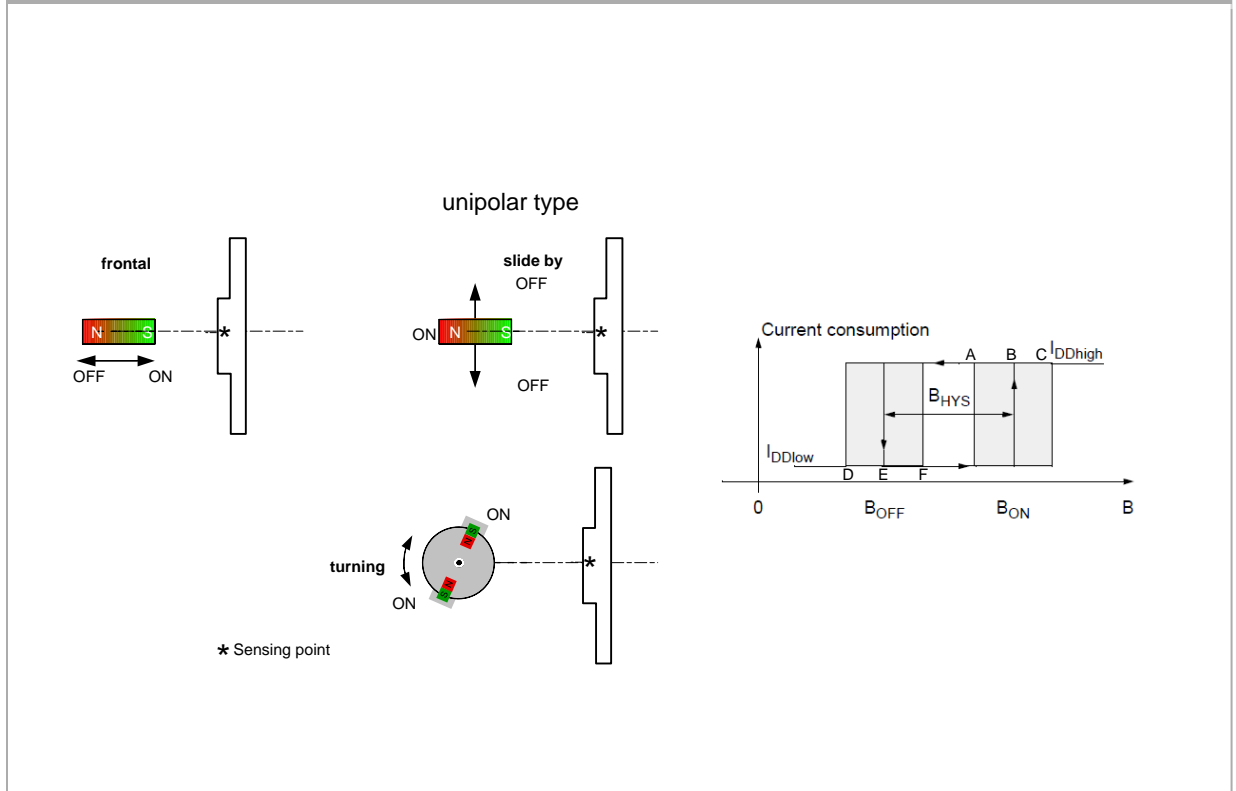 unipolar type
frontal
N S
OFF ON
slide by
OFF
ON N S
OFF
turning
ON
N S
N S
ON
* Sensing point
Current consumption
A B C IDDhigh
BHYS
IDDlow
D E F
0 BOFF BON B